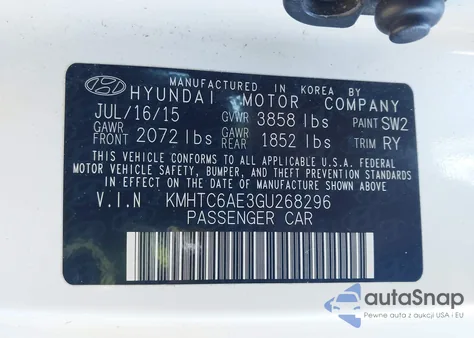 MANUFACTURED IN KOREA BY
HYUNDAI MOTOR COMPANY
JUL/16/15 GVWR 3858 lbs PAINT SW2
GAWR FRONT 2072 lbs GAWR REAR 1852 lbs TRIM RY
THIS VEHICLE CONFORMS TO ALL APPLICABLE U.S.A. FEDERAL
MOTOR VEHICLE SAFETY, BUMPER, AND THEFT PREVENTION STANDARDS
IN EFFECT ON THE DATE OF MANUFACTURE SHOWN ABOVE.
V.I.N KMHTC6AE3GU268296
PASSENGER CAR
autoSnap
Pewne auta z aukcji USA i EU